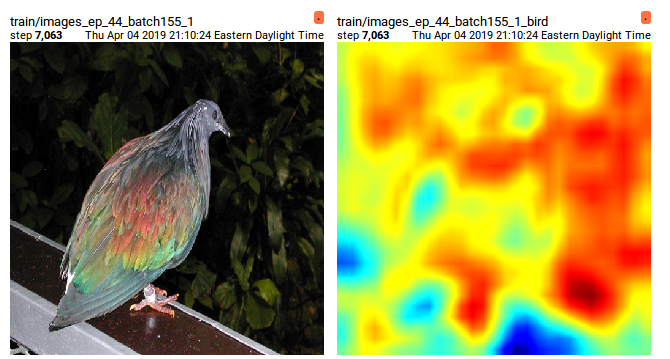 train/images_ep_44_batch155_1
step 7,063 Thu Apr 04 2019 21:10:24 Eastern Daylight Time
train/images_ep_44_batch155_1_bird
step 7,063 Thu Apr 04 2019 21:10:24 Eastern Daylight Time